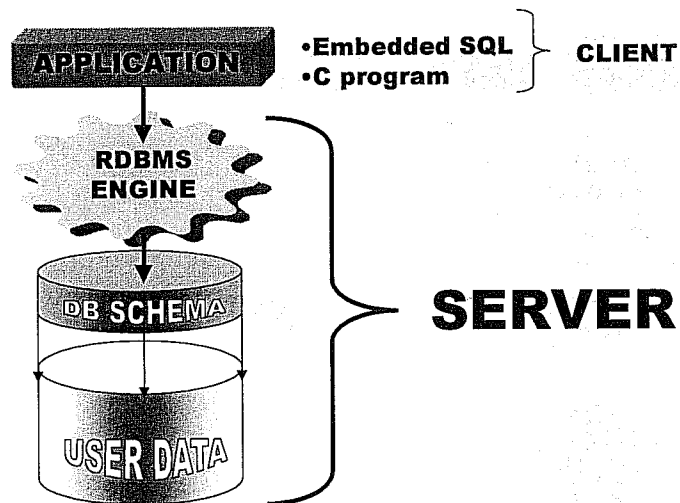 APPLICATION
•Embedded SQL
•C program
CLIENT
RDBMS
ENGINE
DB SCHEMA
SERVER
USER DATA